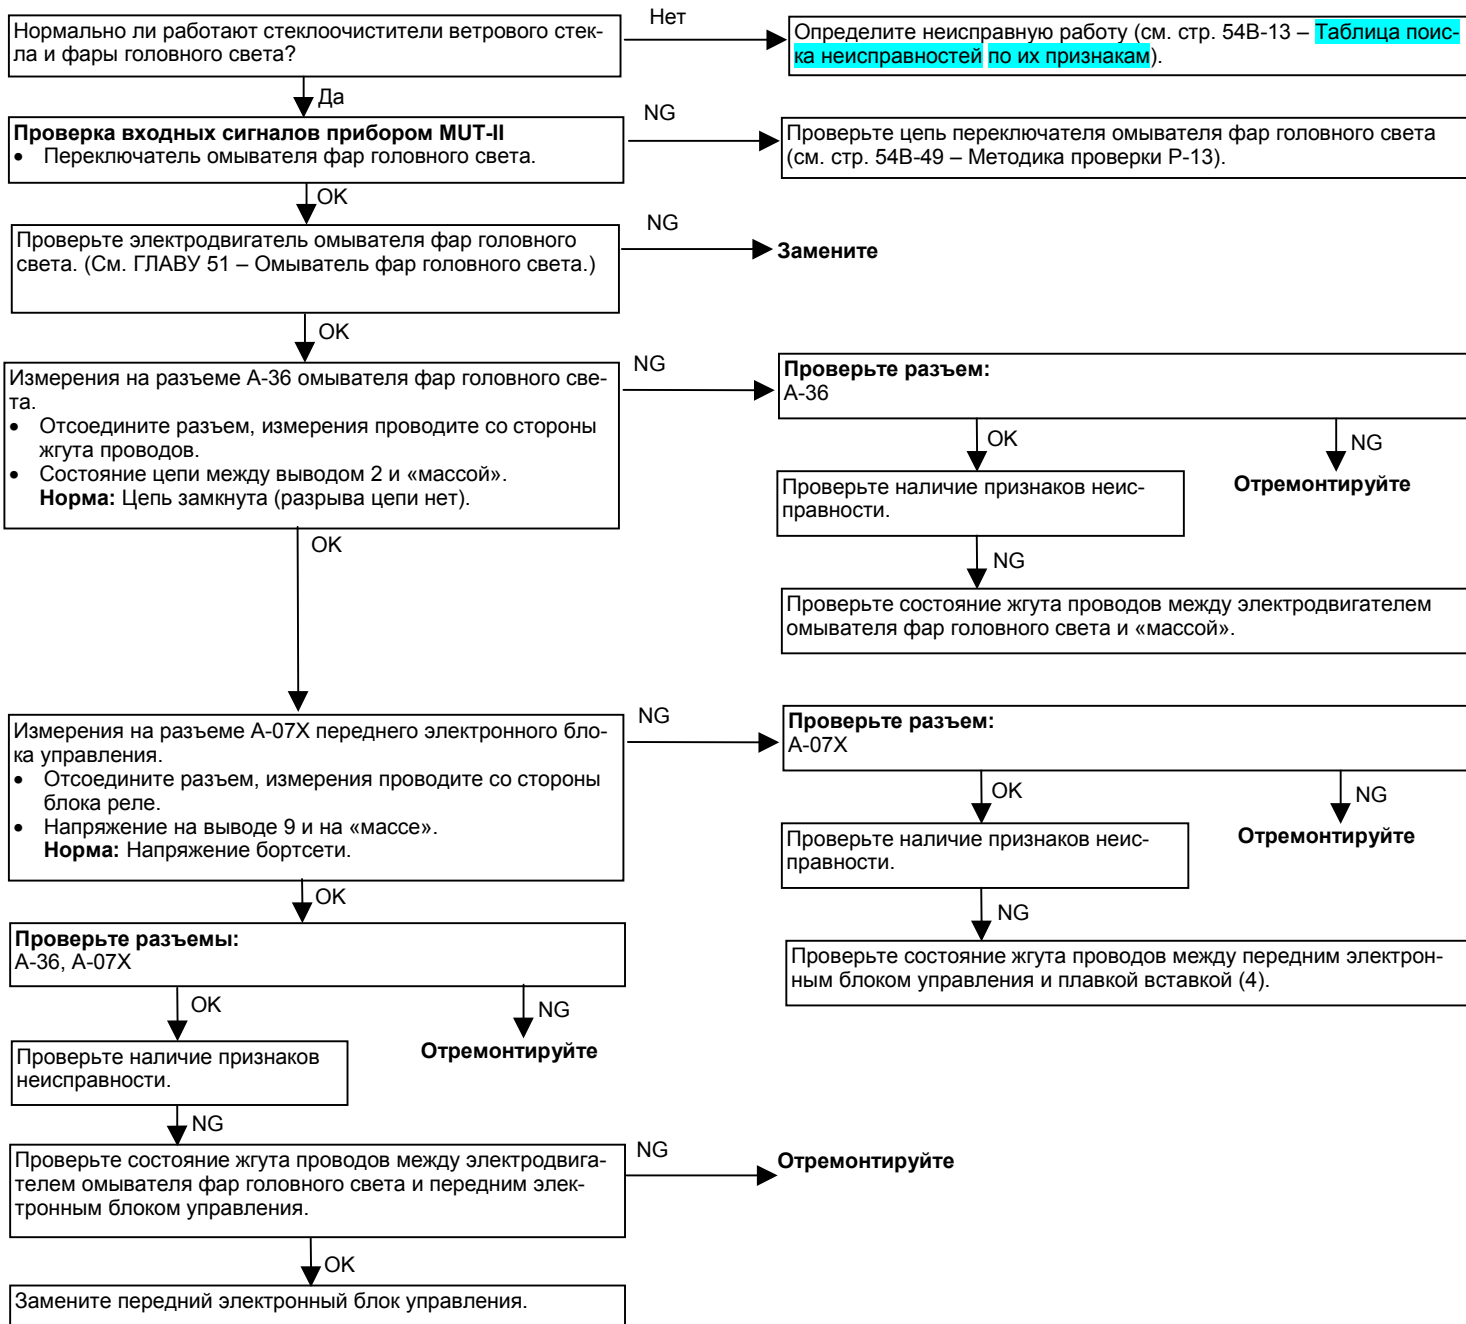 Нормально ли работают стеклоочистители ветрового стек-
ла и фары головного света?
Нет
Определите неисправную работу (см. стр. 54B-13 – Таблица поис-
ка неисправностей по их признакам).
Да
Проверка входных сигналов прибором MUT-II
• Переключатель омывателя фар головного света.
NG
Проверьте цепь переключателя омывателя фар головного света
(см. стр. 54B-49 – Методика проверки P-13).
OK
Проверьте электродвигатель омывателя фар головного
света. (См. ГЛАВУ 51 – Омыватель фар головного света.)
NG
Замените
OK
Измерения на разъеме A-36 омывателя фар головного све-
та.
• Отсоедините разъем, измерения проводите со стороны
жгута проводов.
• Состояние цепи между выводом 2 и «массой».
Норма: Цепь замкнута (разрыва цепи нет).
NG
Проверьте разъем:
A-36
OK
NG
Проверьте наличие признаков неис-
правности.
Отремонтируйте
NG
Проверьте состояние жгута проводов между электродвигателем
омывателя фар головного света и «массой».
OK
Измерения на разъеме A-07X переднего электронного бло-
ка управления.
• Отсоедините разъем, измерения проводите со стороны
блока реле.
• Напряжение на выводе 9 и на «массе».
Норма: Напряжение бортсети.
NG
Проверьте разъем:
A-07X
OK
NG
Проверьте наличие признаков неис-
правности.
Отремонтируйте
NG
Проверьте состояние жгута проводов между передним электрон-
ным блоком управления и плавкой вставкой (4).
OK
Проверьте разъемы:
A-36, A-07X
OK
NG
Проверьте наличие признаков
неисправности.
Отремонтируйте
NG
Проверьте состояние жгута проводов между электродвига-
телем омывателя фар головного света и передним элек-
тронным блоком управления.
NG
Отремонтируйте
OK
Замените передний электронный блок управления.